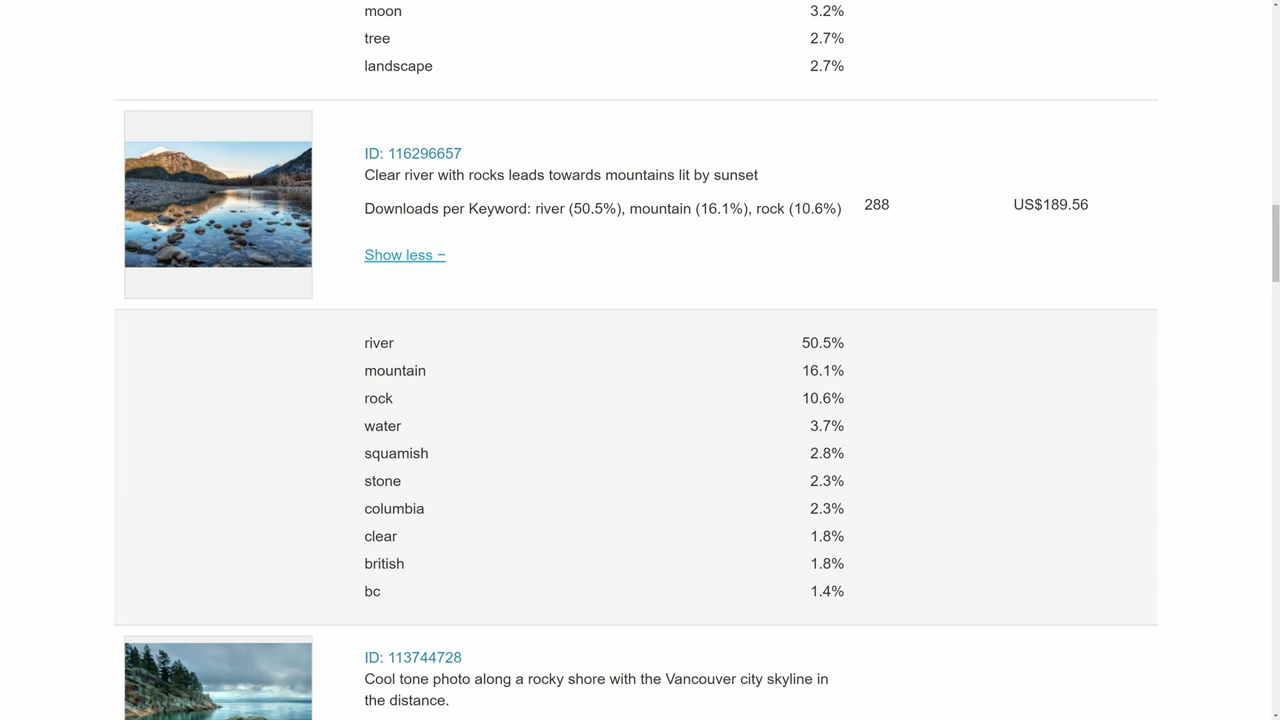 moon 3.2%
tree 2.7%
landscape 2.7%
ID: 116296657
Clear river with rocks leads towards mountains lit by sunset
Downloads per Keyword: river (50.5%), mountain (16.1%), rock (10.6%) 288 US$189.56
Show less −
river 50.5%
mountain 16.1%
rock 10.6%
water 3.7%
squamish 2.8%
stone 2.3%
columbia 2.3%
clear 1.8%
british 1.8%
bc 1.4%
ID: 113744728
Cool tone photo along a rocky shore with the Vancouver city skyline in
the distance.